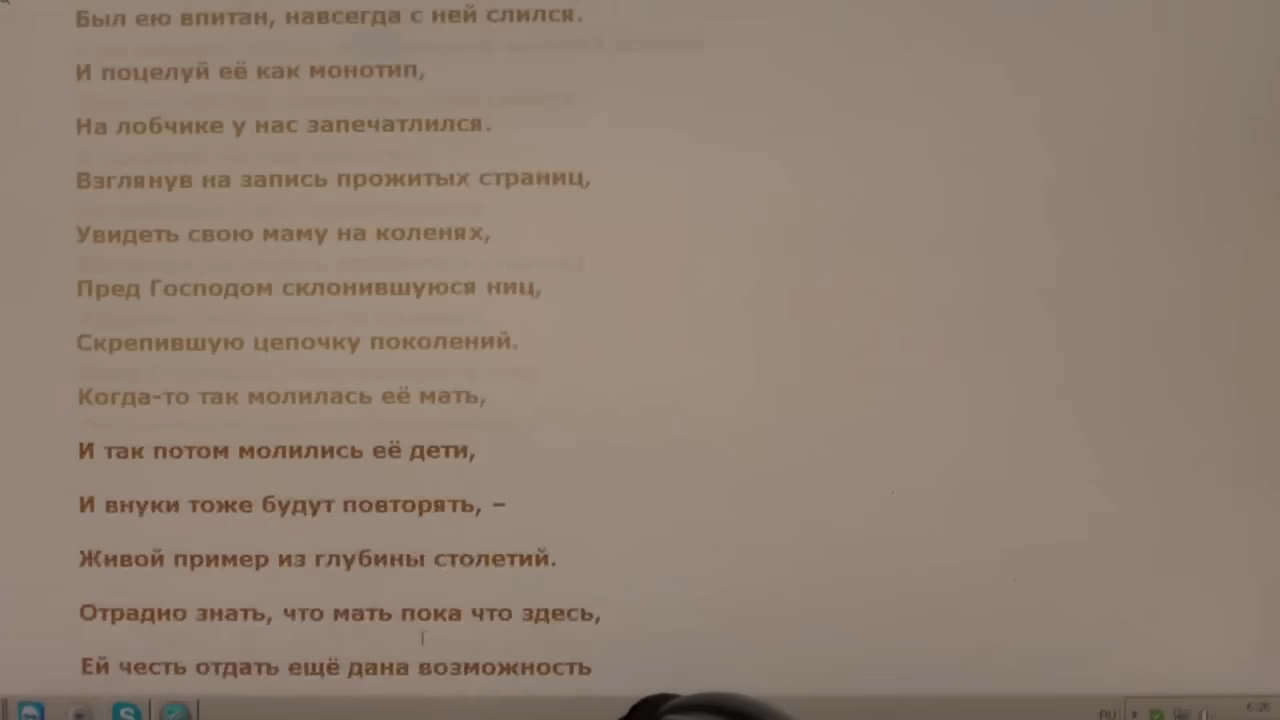 Был ею впитан, навсегда с ней слился.
И поцелуй её как монотип,
На лобчике у нас запечатлился.
Взглянув на запись прожитых страниц,
Увидеть свою маму на коленях,
Пред Господом склонившуюся ниц,
Скрепившую цепочку поколений.
Когда-то так молилась её мать,
И так потом молились её дети,
И внуки тоже будут повторять, –
Живой пример из глубины столетий.
Отрадно знать, что мать пока что здесь,
Ей честь отдать ещё дана возможность
RU 6:26